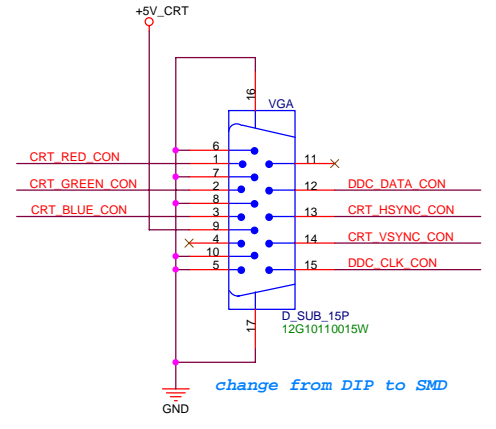 +5V_CRT
16
VGA
6
CRT_RED_CON 1 11
7
CRT_GREEN_CON 2 12 DDC_DATA_CON
8
CRT_BLUE_CON 3 13 CRT_HSYNC_CON
9
4 14 CRT_VSYNC_CON
10
5 15 DDC_CLK_CON
17
D_SUB_15P
12G10110015W
change from DIP to SMD
GND